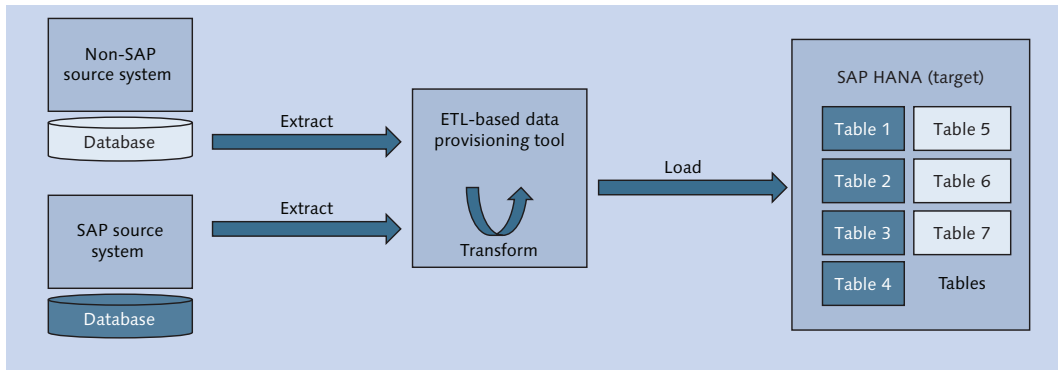 Non-SAP
source system
Database
Extract
SAP source
system
Database
Extract
ETL-based data
provisioning tool
Transform
Load
SAP HANA (target)
Table 1
Table 5
Table 2
Table 6
Table 3
Table 7
Table 4
Tables